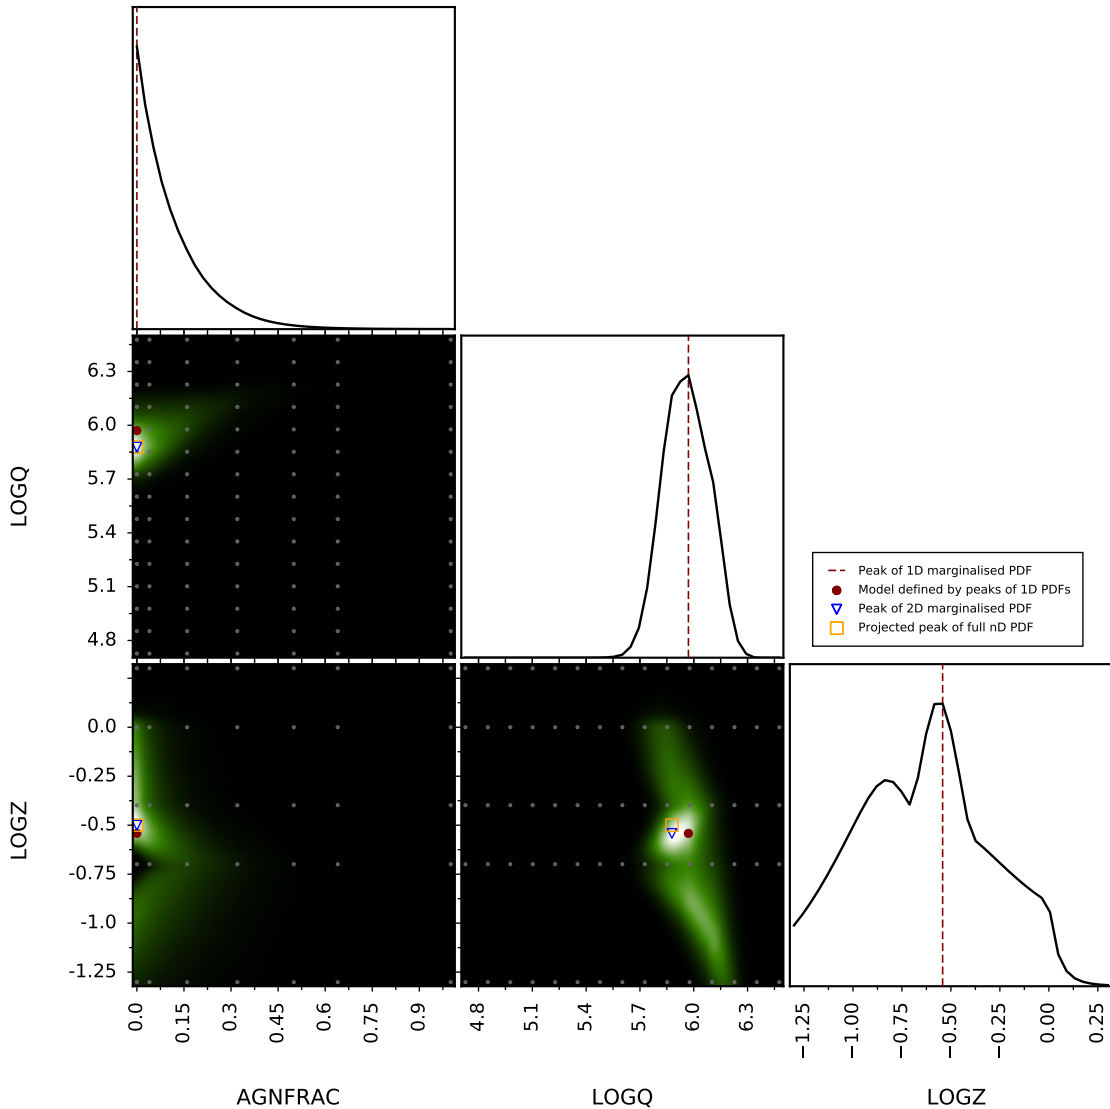 LOGQ
6.3
6.0
5.7
5.4
5.1
4.8
Peak of 1D marginalised PDF
Model defined by peaks of 1D PDFs
Peak of 2D marginalised PDF
Projected peak of full nD PDF
LOGZ
0.0
-0.25
-0.5
-0.75
-1.0
-1.25
0.0 0.15 0.3 0.45 0.6 0.75 0.9
4.8 5.1 5.4 5.7 6.0 6.3
−1.25 −1.00 −0.75 −0.50 −0.25 0.00 0.25
AGNFRAC LOGQ LOGZ